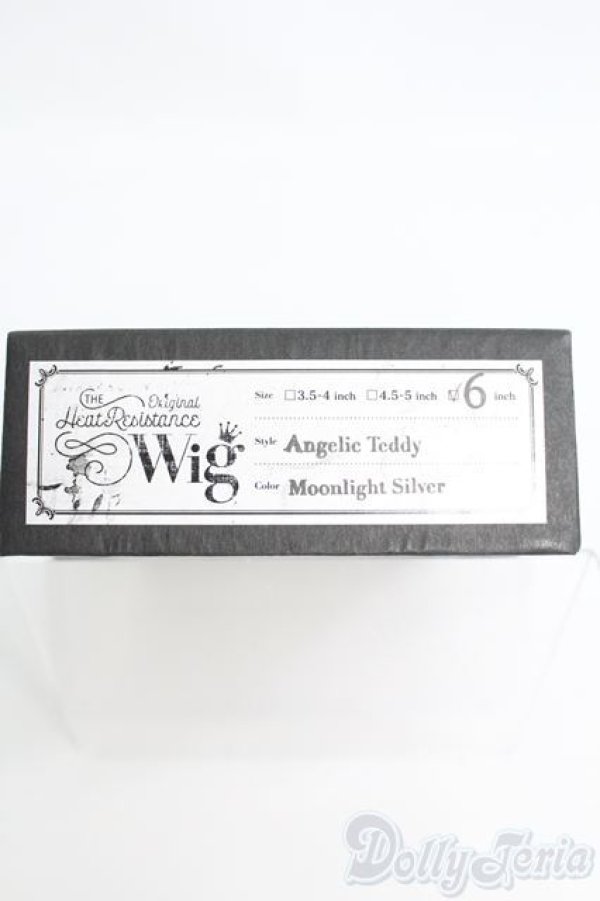 THE Original
Heat Resistance
Wig
Size □3.5-4 inch □4.5-5 inch ☑6 inch
Style Angelic Teddy
Color Moonlight Silver
DollyTeria